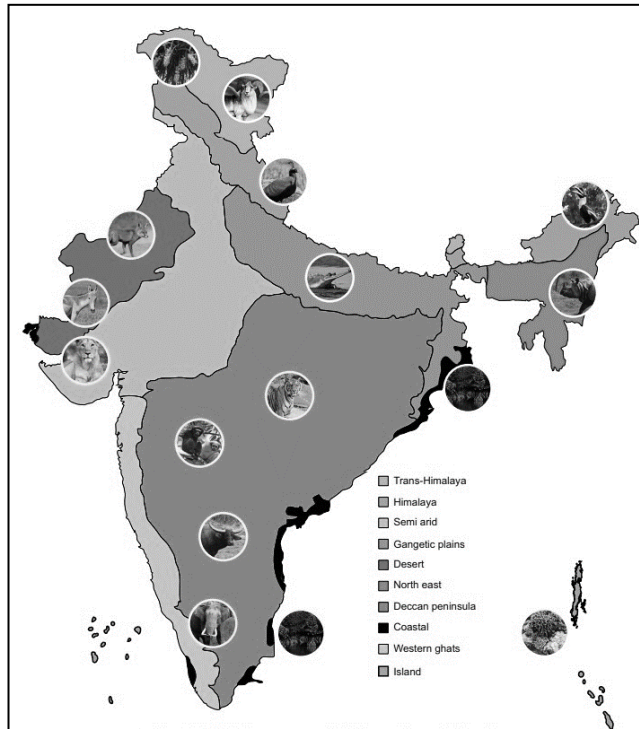 Trans-Himalaya
Himalaya
Semi arid
Gangetic plains
Desert
North east
Deccan peninsula
Coastal
Western ghats
Island